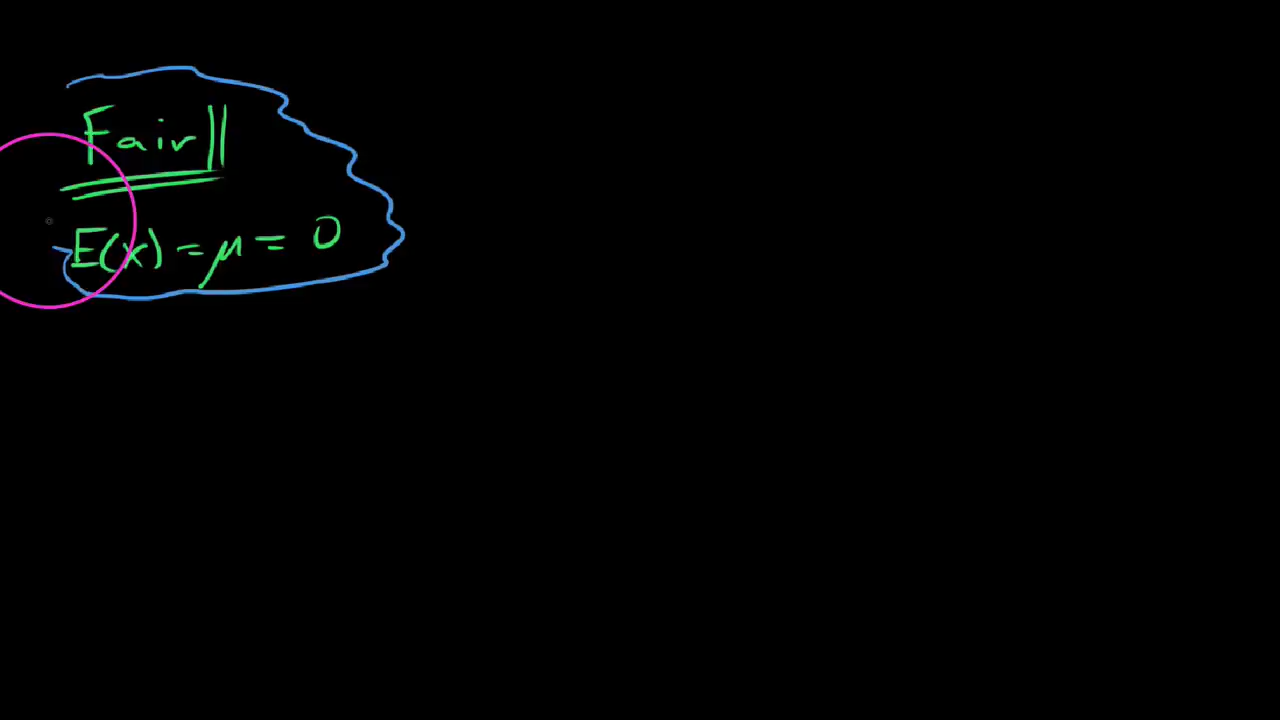 Fair
E(x) = μ = 0